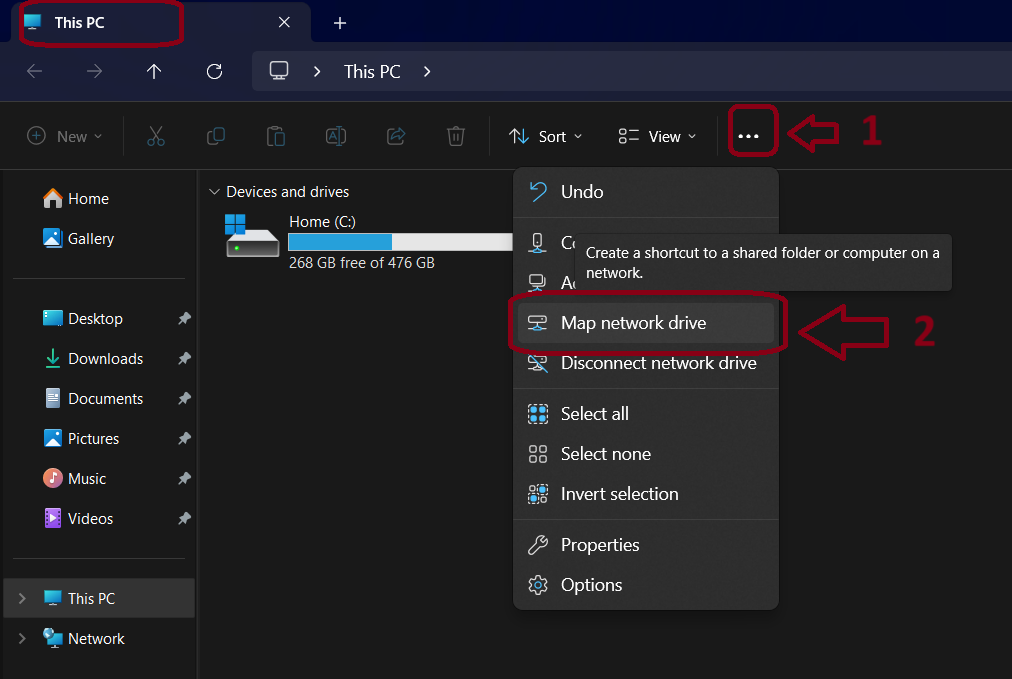 This PC
This PC
New
Sort
View
1
Home
Gallery
Desktop
Downloads
Documents
Pictures
Music
Videos
This PC
Network
Devices and drives
Home (C:)
268 GB free of 476 GB
Undo
Create a shortcut to a shared folder or computer on a
network.
Map network drive
2
Disconnect network drive
Select all
Select none
Invert selection
Properties
Options